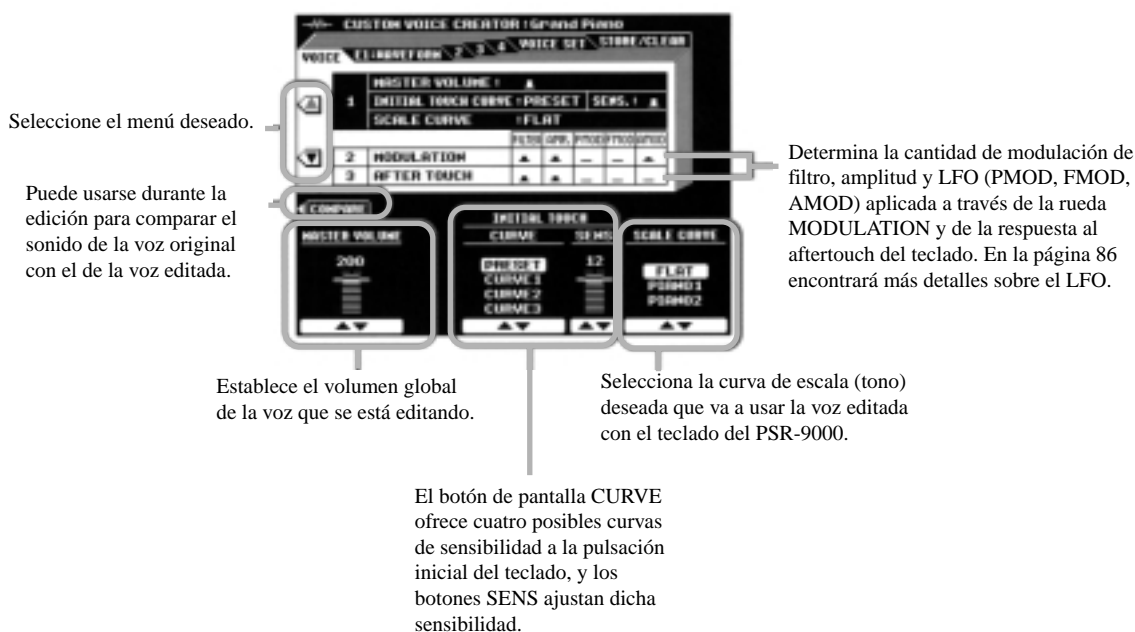 CUSTOM VOICE CREATOR : Grand Piano
VOICE E1:WAVEFORM 2 3 4 VOICE SET STORE/CLEAR
MASTER VOLUME :
1 INITIAL TOUCH CURVE : PRESET SENS. :
SCALE CURVE : FLAT
FILTER AMP. PMOD FMOD AMOD
2 MODULATION
3 AFTER TOUCH
COMPARE
INITIAL TOUCH
MASTER VOLUME CURVE SENS SCALE CURVE
200 PRESET 12 FLAT
CURVE1 PIANO1
CURVE2 PIANO2
CURVE3
Seleccione el menú deseado.
Puede usarse durante la
edición para comparar el
sonido de la voz original
con el de la voz editada.
Determina la cantidad de modulación de
filtro, amplitud y LFO (PMOD, FMOD,
AMOD) aplicada a través de la rueda
MODULATION y de la respuesta al
aftertouch del teclado. En la página 86
encontrará más detalles sobre el LFO.
Establece el volumen global
de la voz que se está editando.
Selecciona la curva de escala (tono)
deseada que va a usar la voz editada
con el teclado del PSR-9000.
El botón de pantalla CURVE
ofrece cuatro posibles curvas
de sensibilidad a la pulsación
inicial del teclado, y los
botones SENS ajustan dicha
sensibilidad.